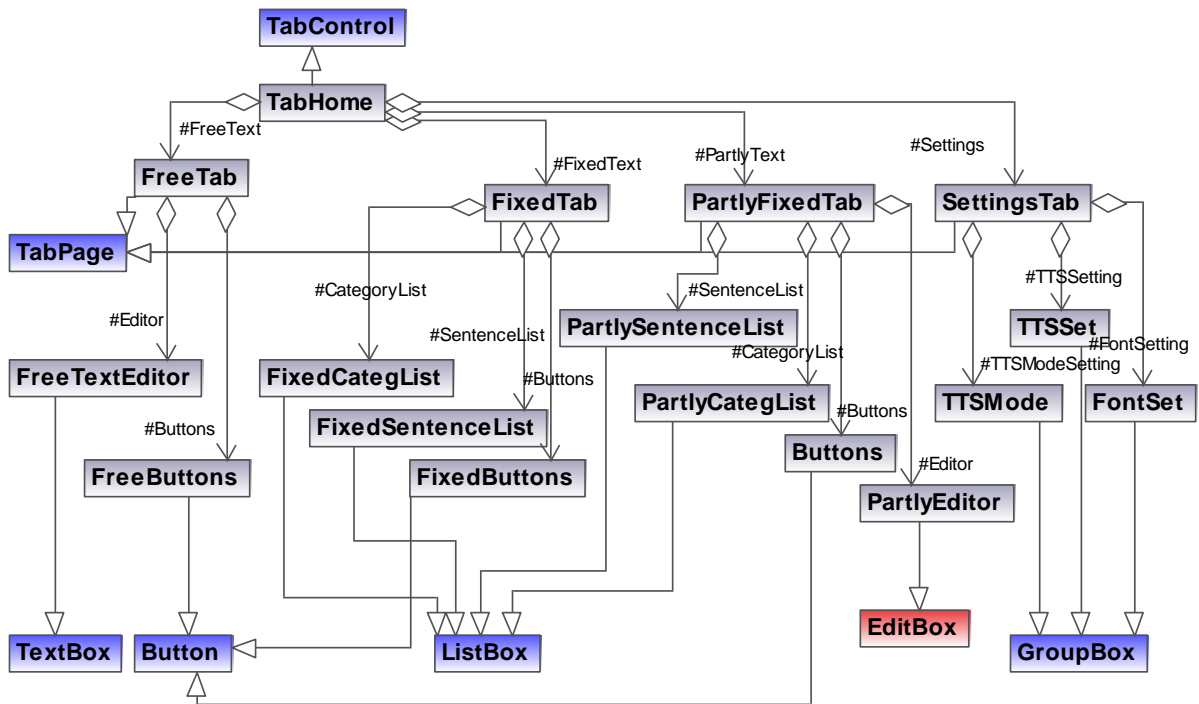 TabControl
TabHome
#FreeText
#FixedText
#PartlyText
#Settings
FreeTab
FixedTab
PartlyFixedTab
SettingsTab
TabPage
#CategoryList
#SentenceList
#TTSSetting
#Editor
#SentenceList
PartlySentenceList
TTSSet
#FontSetting
#CategoryList
#TTSModeSetting
FreeTextEditor
FixedCategList
#Buttons
PartlyCategList
#Buttons
TTSMode
FontSet
#Buttons
FixedSentenceList
Buttons
#Editor
FreeButtons
FixedButtons
PartlyEditor
EditBox
TextBox
Button
ListBox
GroupBox